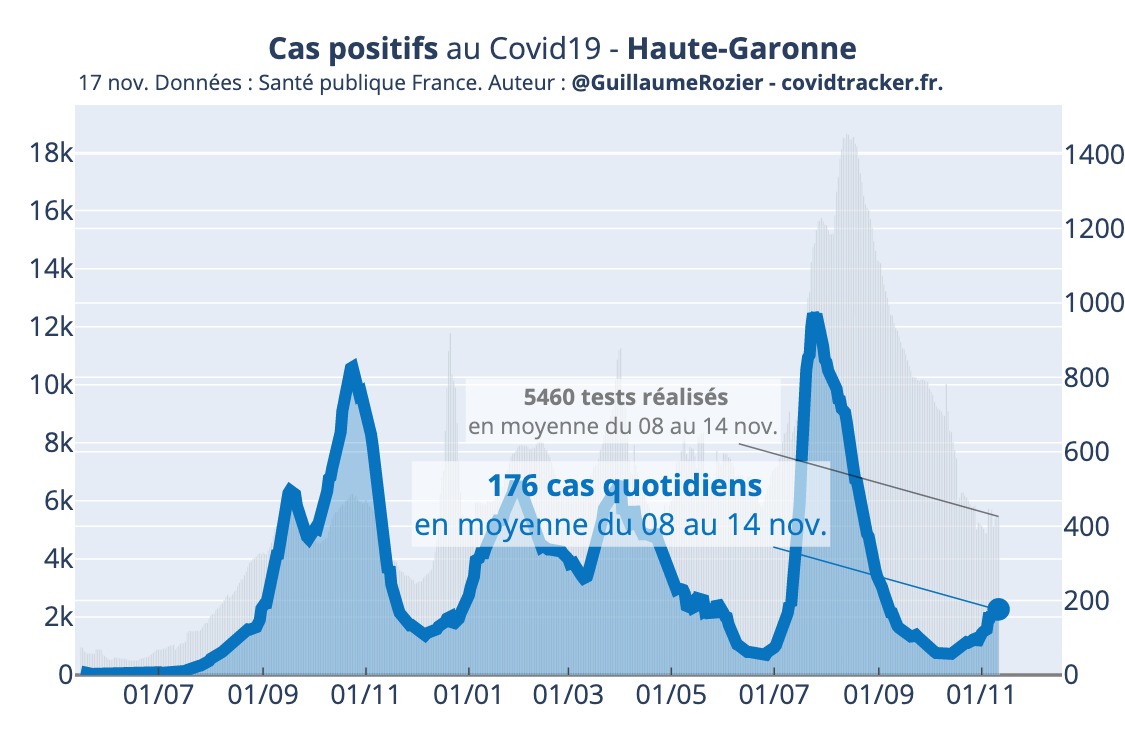 Cas positifs au Covid19 - Haute-Garonne
17 nov. Données : Santé publique France. Auteur : @GuillaumeRozier - covidtracker.fr.
18k
1400
16k
1200
14k
1000
12k
10k
800
5460 tests réalisés
en moyenne du 08 au 14 nov.
8k
600
176 cas quotidiens
6k
en moyenne du 08 au 14 nov.
400
4k
200
2k
0
0
01/07 01/09 01/11 01/01 01/03 01/05 01/07 01/09 01/11